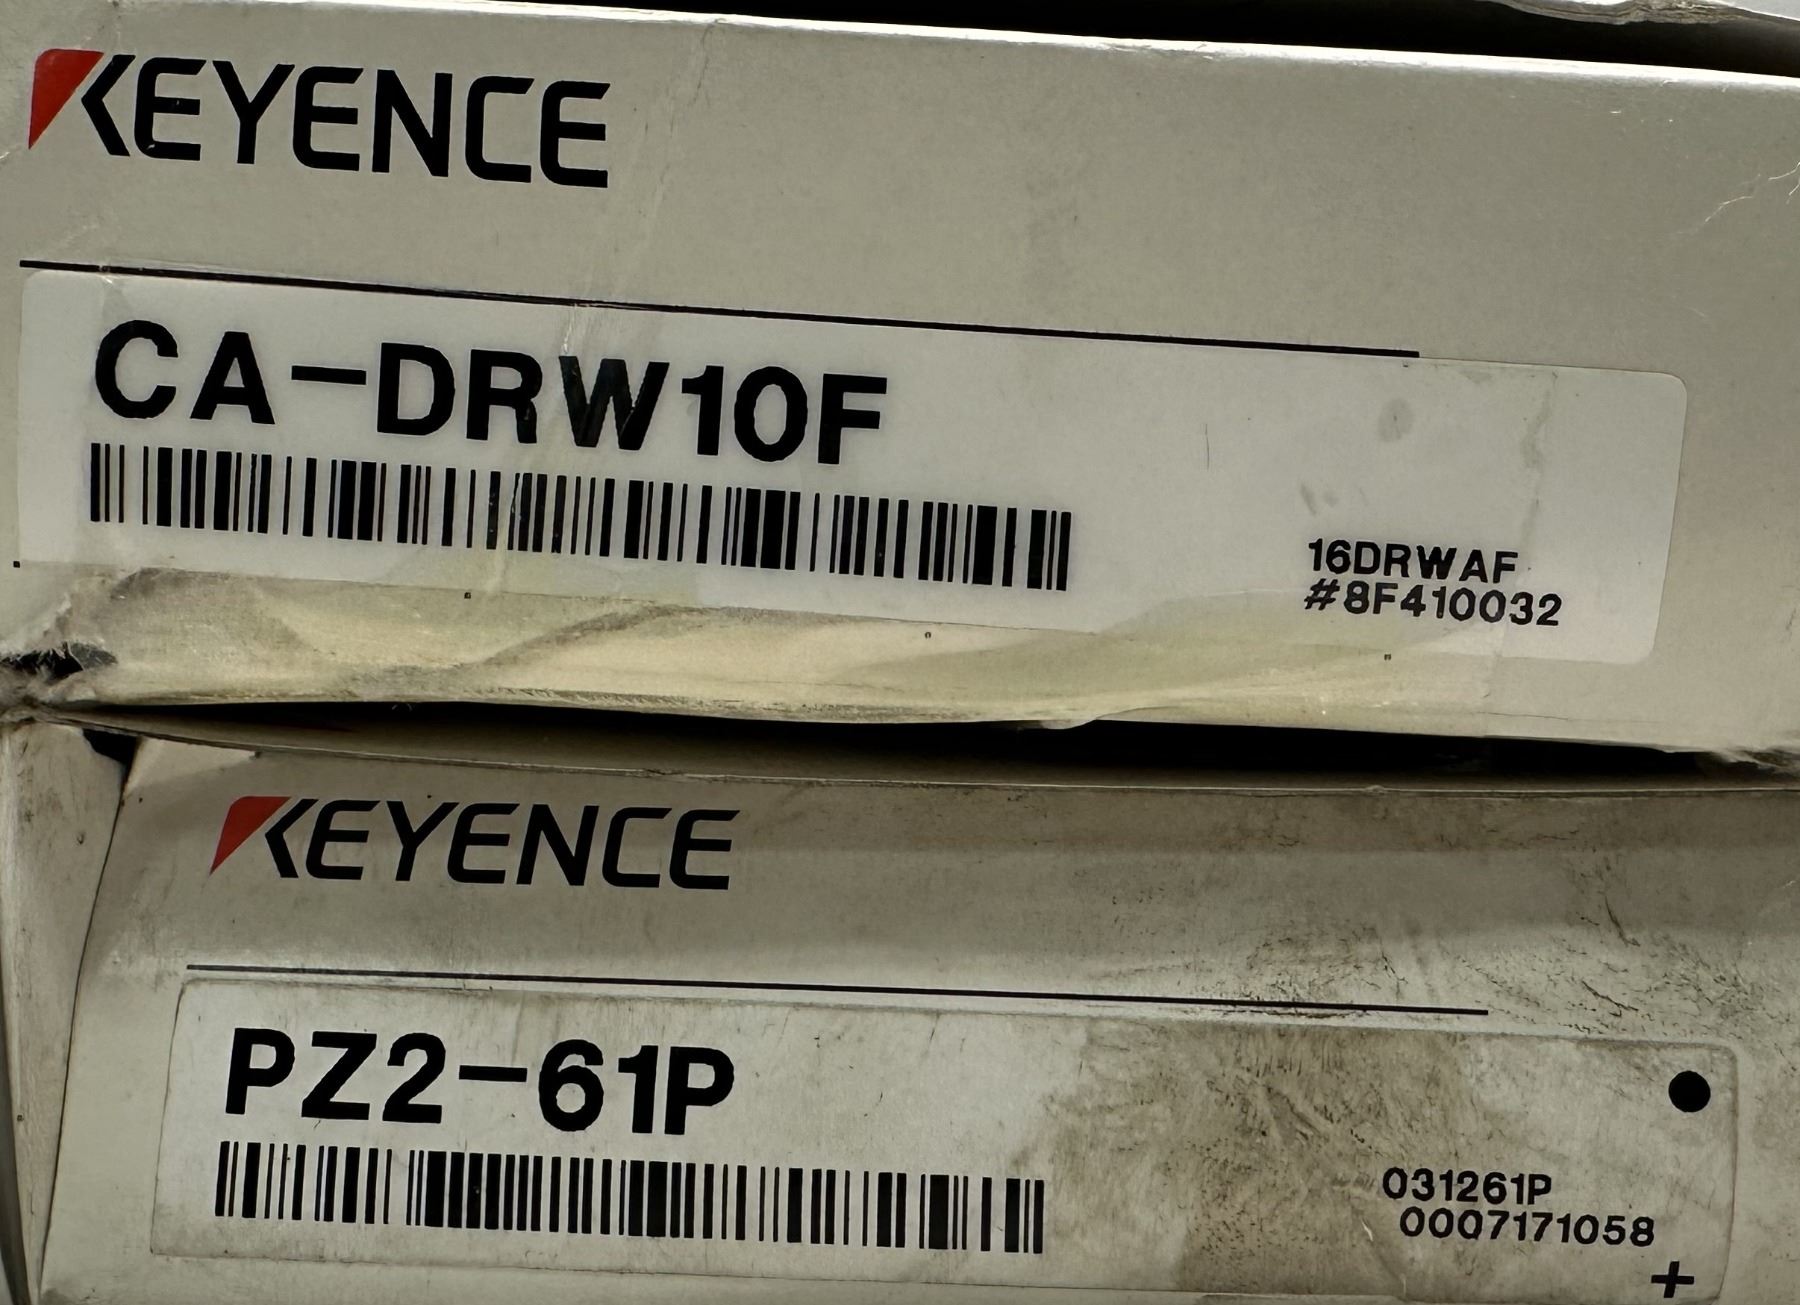 KEYENCE
CA-DRW10F
16DRWAF
#8F410032
KEYENCE
PZ2-61P
031261P
0007171058
+